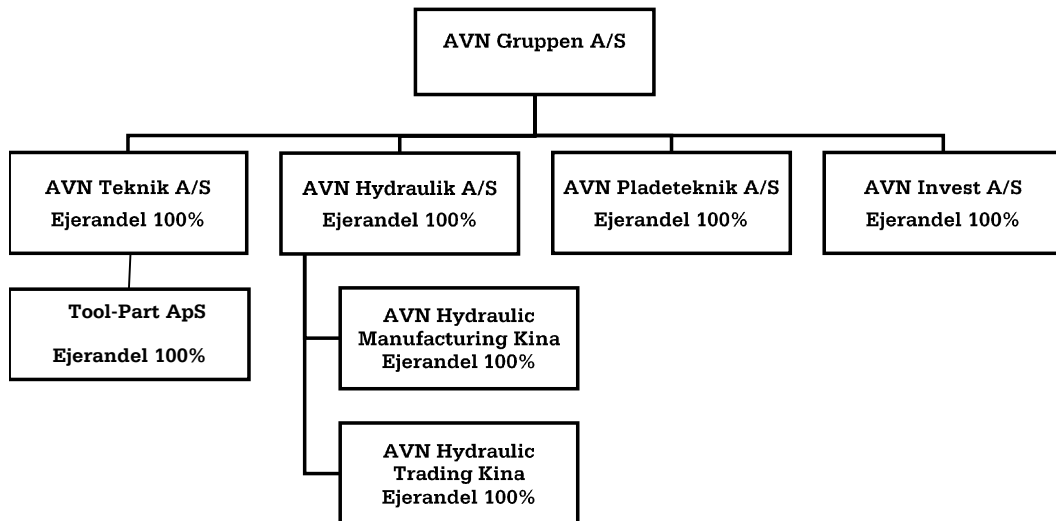 AVN Gruppen A/S
AVN Teknik A/S
Ejerandel 100%
AVN Hydraulik A/S
Ejerandel 100%
AVN Pladeteknik A/S
Ejerandel 100%
AVN Invest A/S
Ejerandel 100%
Tool-Part ApS
Ejerandel 100%
AVN Hydraulic
Manufacturing Kina
Ejerandel 100%
AVN Hydraulic
Trading Kina
Ejerandel 100%